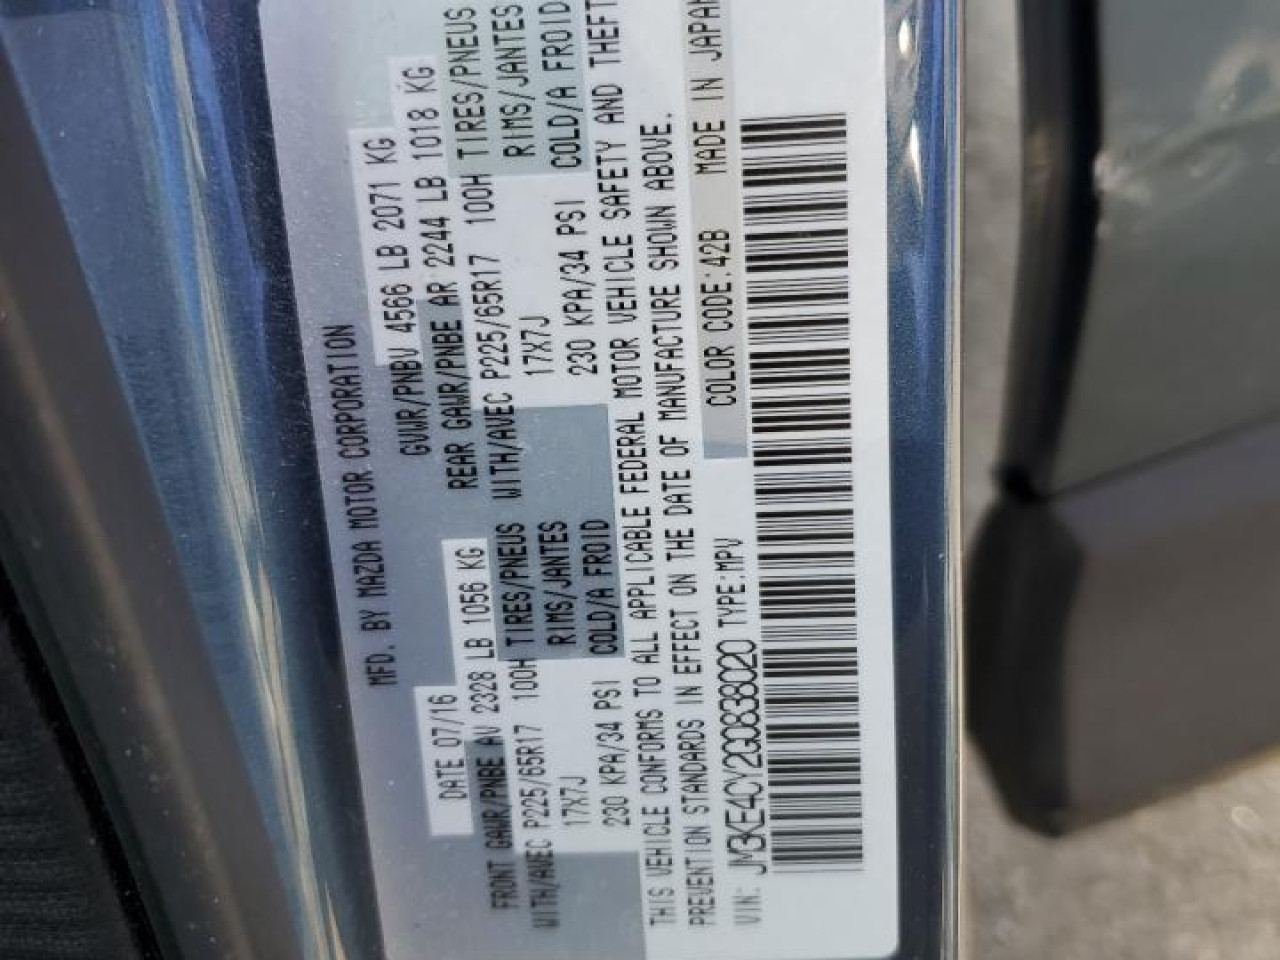 MFD. BY MAZDA MOTOR CORPORATION
DATE 07/16 GVWR/PNBV 4566 LB 2071 KG
FRONT GAWR/PNBE AV 2328 LB 1056 KG REAR GAWR/PNBE AR 2244 LB 1018 KG
WITH/AVEC P225/65R17 100H TIRES/PNEUS WITH/AVEC P225/65R17 100H TIRES/PNEUS
17X7J RIMS/JANTES 17X7J RIMS/JANTES
230 KPA/34 PSI COLD/A FROID 230 KPA/34 PSI COLD/A FROID
THIS VEHICLE CONFORMS TO ALL APPLICABLE FEDERAL MOTOR VEHICLE SAFETY AND THEFT
PREVENTION STANDARDS IN EFFECT ON THE DATE OF MANUFACTURE SHOWN ABOVE.
COLOR CODE:42B MADE IN JAPAN
VIN: JM3KE4CY2G0838020 TYPE:MPV